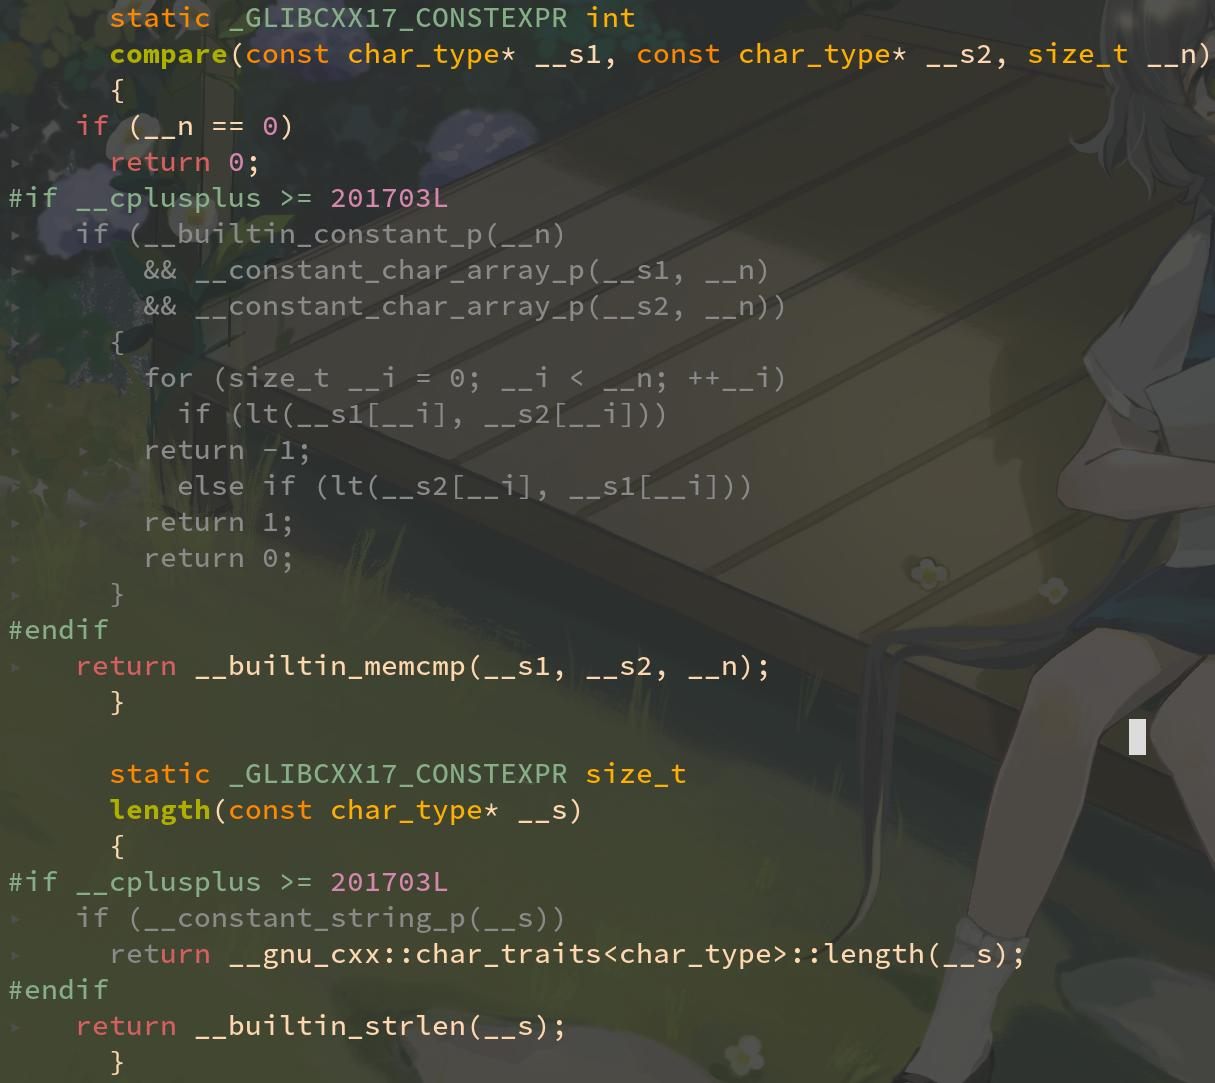 static _GLIBCXX17_CONSTEXPR int
compare(const char_type* __s1, const char_type* __s2, size_t __n)
{
if (__n == 0)
return 0;
#if __cplusplus >= 201703L
if (__builtin_constant_p(__n)
&& __constant_char_array_p(__s1, __n)
&& __constant_char_array_p(__s2, __n))
{
for (size_t __i = 0; __i < __n; ++__i)
if (lt(__s1[__i], __s2[__i]))
return -1;
else if (lt(__s2[__i], __s1[__i]))
return 1;
return 0;
}
#endif
return __builtin_memcmp(__s1, __s2, __n);
}
static _GLIBCXX17_CONSTEXPR size_t
length(const char_type* __s)
{
#if __cplusplus >= 201703L
if (__constant_string_p(__s))
return __gnu_cxx::char_traits<char_type>::length(__s);
#endif
return __builtin_strlen(__s);
}